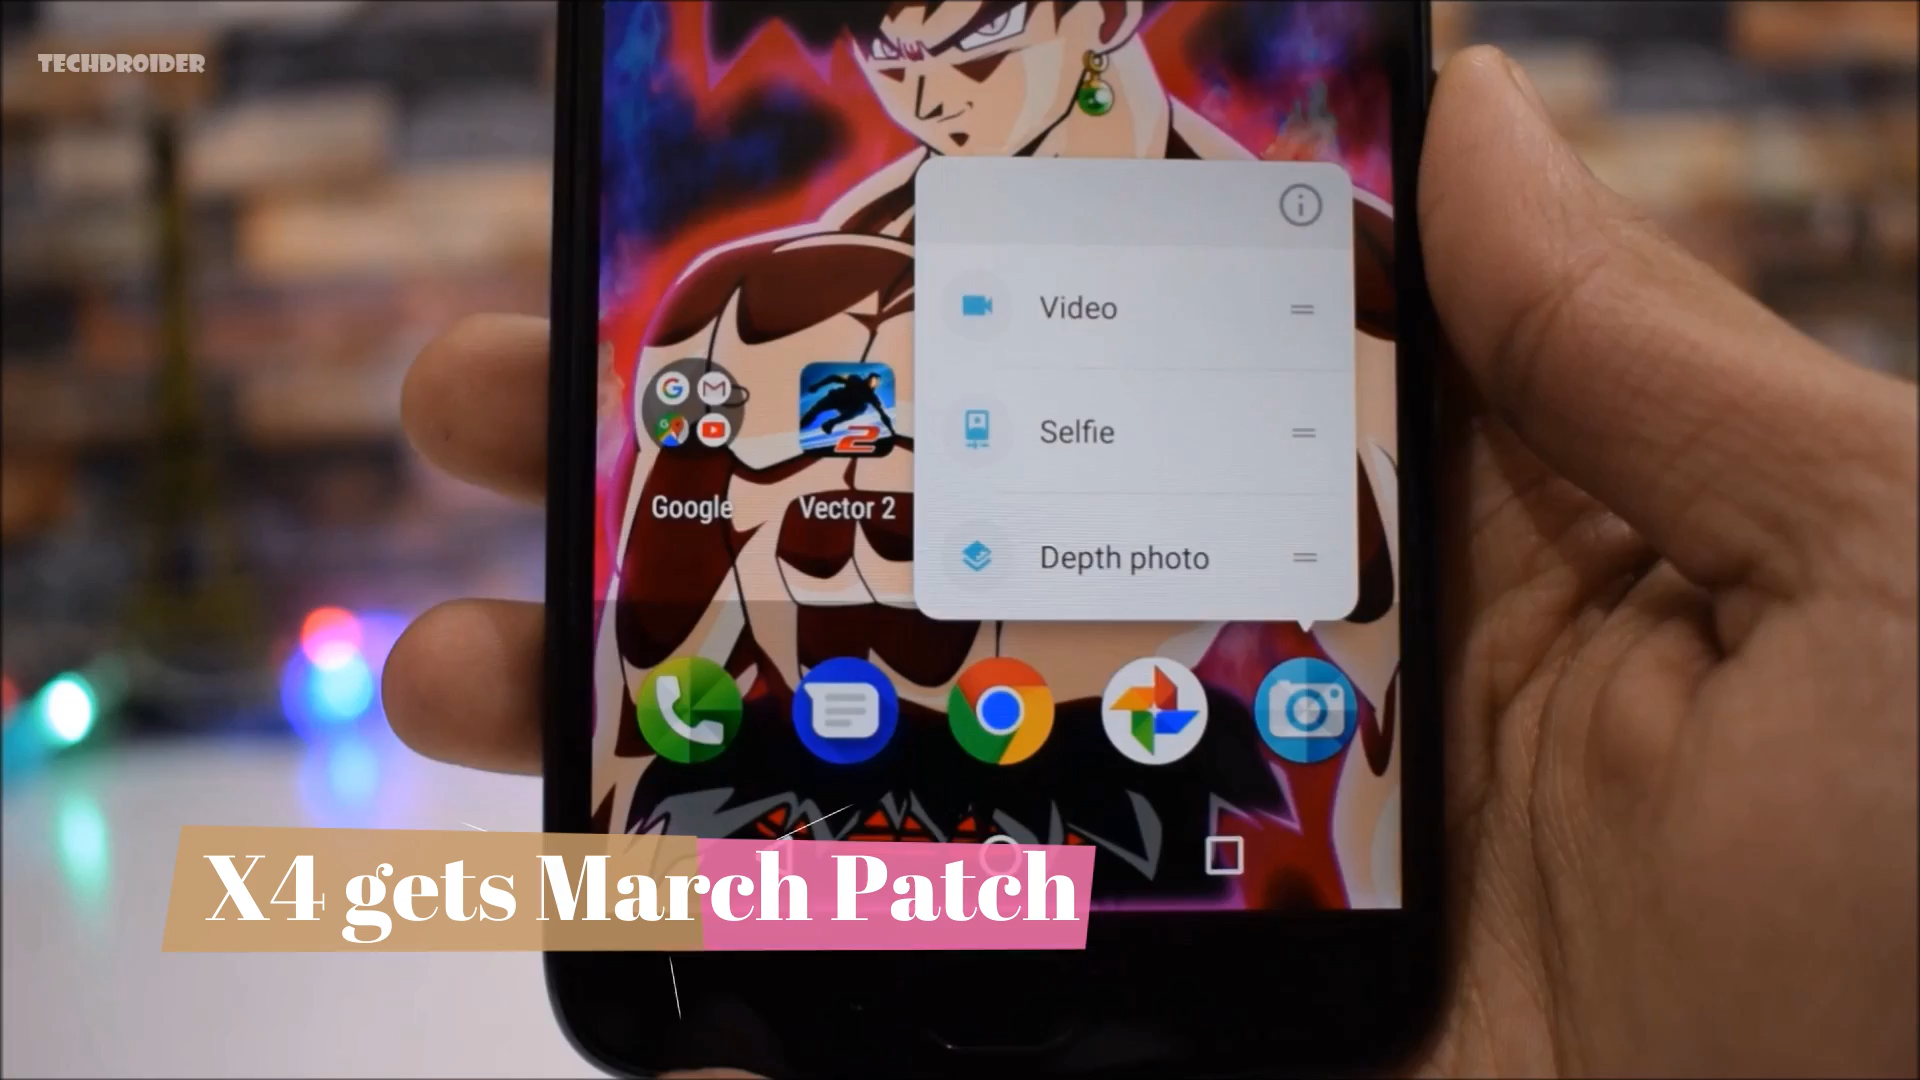 TECHDROIDER
Video
Selfie
Depth photo
Google
Vector 2
X4 gets March Patch